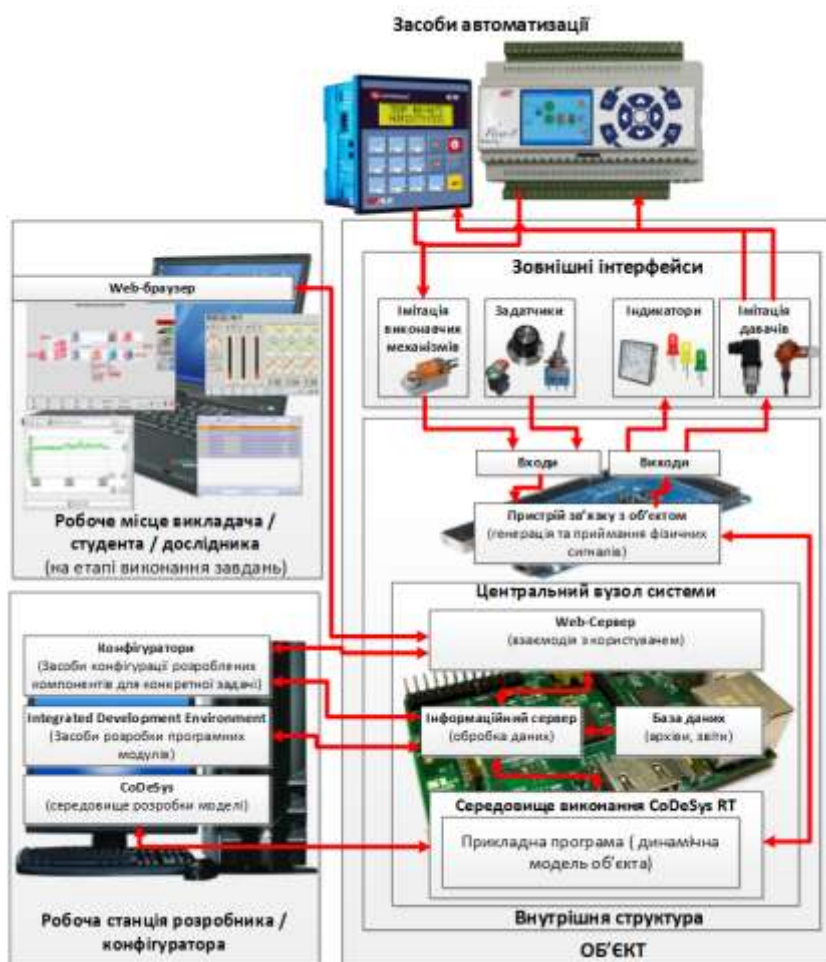 Засоби автоматизації
Зовнішні інтерфейси
Web-браузер
Імітація
виконавчих
механізмів
Задатчики
Індикатори
Імітація
давачів
Входи
Виходи
Робоче місце викладача /
студента / дослідника
(на етапі виконання завдань)
Пристрій зв'язку з об'єктом
(генерація та приймання фізичних
сигналів)
Центральний вузол системи
Web-Сервер
(взаємодія з користувачем)
Конфігуратори
(Засоби конфігурації розроблених
компонентів для конкретної задачі)
Integrated Development Environment
(Засоби розробки програмних
модулів)
Інформаційний сервер
(обробка даних)
База даних
(архіви, звіти)
CoDeSys
(середовище розробки моделі)
Середовище виконання CoDeSys RT
Прикладна програма ( динамічна
модель об'єкта)
Робоча станція розробника /
конфігуратора
Внутрішня структура
ОБ'ЄКТ